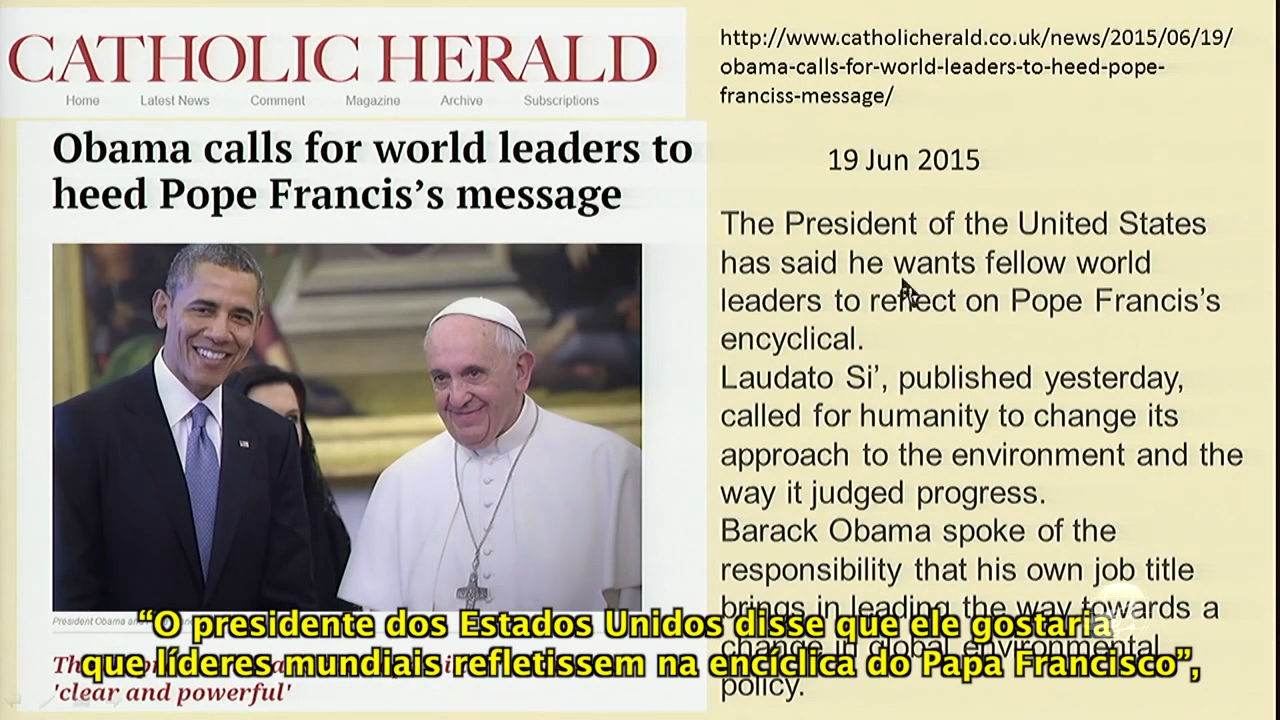 CATHOLIC HERALD
Home Latest News Comment Magazine Archive Subscriptions
Obama calls for world leaders to
heed Pope Francis's message
President Obama and
'clear and powerful'
http://www.catholicherald.co.uk/news/2015/06/19/
obama-calls-for-world-leaders-to-heed-pope-
franciss-message/
19 Jun 2015
The President of the United States
has said he wants fellow world
leaders to reflect on Pope Francis's
encyclical.
Laudato Si', published yesterday,
called for humanity to change its
approach to the environment and the
way it judged progress.
Barack Obama spoke of the
responsibility that his own job title
brings in leading the way towards a
change in global environmental
policy.
“O presidente dos Estados Unidos disse que ele gostaria
que líderes mundiais refletissem na encíclica do Papa Francisco”,